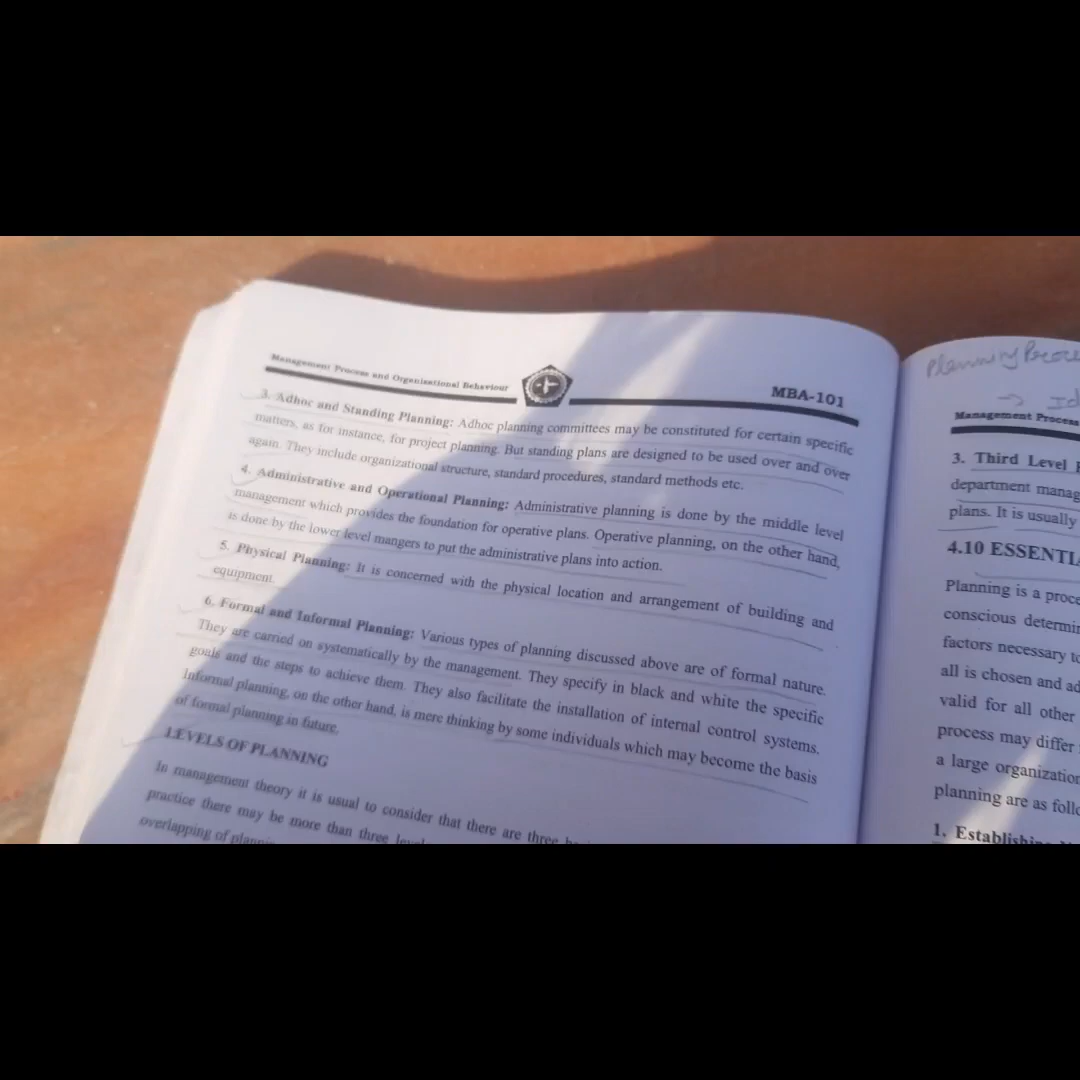 Management Process and Organisational Behaviour
MBA-101
3. Adhoc and Standing Planning: Adhoc planning committees may be constituted for certain specific
matters, as for instance, for project planning. But standing plans are designed to be used over and over
again. They include organizational structure, standard procedures, standard methods etc.
4. Administrative and Operational Planning: Administrative planning is done by the middle level
management which provides the foundation for operative plans. Operative planning, on the other hand,
is done by the lower level mangers to put the administrative plans into action.
5. Physical Planning: It is concerned with the physical location and arrangement of building and
equipment.
6. Formal and Informal Planning: Various types of planning discussed above are of formal nature.
They are carried on systematically by the management. They specify in black and white the specific
goals and the steps to achieve them. They also facilitate the installation of internal control systems.
Informal planning, on the other hand, is mere thinking by some individuals which may become the basis
of formal planning in future.
LEVELS OF PLANNING
In management theory it is usual to consider that there are three
practice there may be more than three
overlapping of
Planning
Management Process
3. Third Level
department
plans. It is usually
4.10
Planning is a
conscious
factors necessary
all is chosen and
valid for all other
process may differ
a large
planning are as
1.